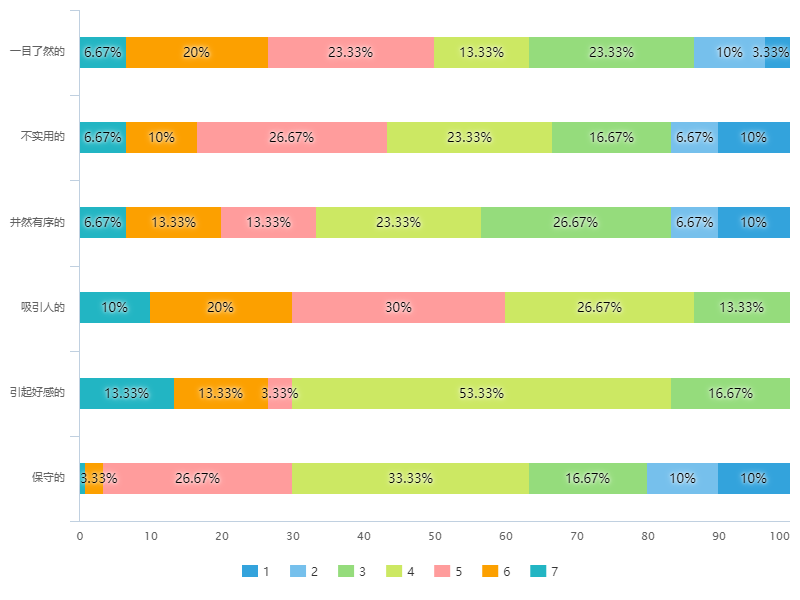 一目了然的 6.67% 20% 23.33% 13.33% 23.33% 10% 3.33%
不实用的 6.67% 10% 26.67% 23.33% 16.67% 6.67% 10%
井然有序的 6.67% 13.33% 13.33% 23.33% 26.67% 6.67% 10%
吸引人的 10% 20% 30% 26.67% 13.33%
引起好感的 13.33% 13.33% 3.33% 53.33% 16.67%
保守的 3.33% 26.67% 33.33% 16.67% 10% 10%
0 10 20 30 40 50 60 70 80 90 100
1 2 3 4 5 6 7